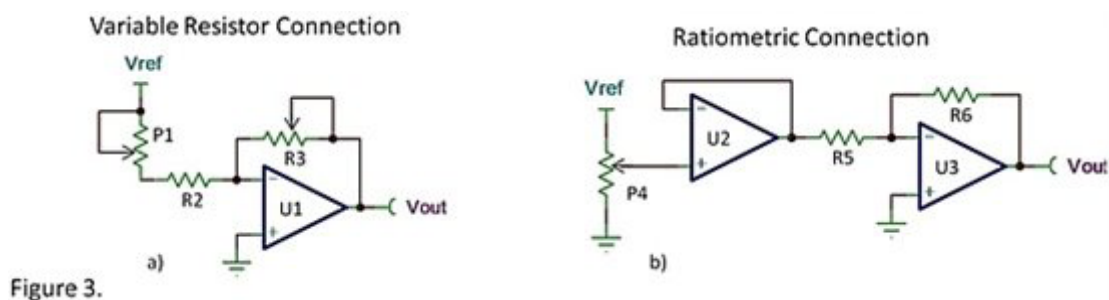 Variable Resistor Connection
Vref
P1
R3
R2
−
U1
+
Vout
a)
Ratiometric Connection
Vref
P4
−
U2
+
R5
R6
−
U3
+
Vout
b)
Figure 3.